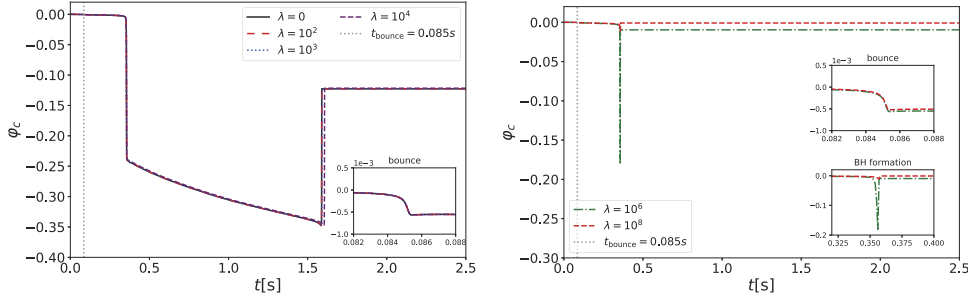 λ = 0
λ = 10²
λ = 10³
λ = 10⁴
t_bounce = 0.085s
0.00
−0.05
−0.10
−0.15
−0.20
−0.25
−0.30
−0.35
−0.40
φ_c
bounce
1e−3
0.5
0.0
−0.5
−1.0
0.082 0.084 0.086 0.088
0.0 0.5 1.0 1.5 2.0 2.5
t[s]
0.00
−0.05
−0.10
−0.15
−0.20
−0.25
−0.30
φ_c
bounce
1e−3
0.5
0.0
−0.5
−1.0
0.082 0.084 0.086 0.088
BH formation
0.0
−0.1
−0.2
0.325 0.350 0.375 0.400
λ = 10⁶
λ = 10⁸
t_bounce = 0.085s
0.0 0.5 1.0 1.5 2.0 2.5
t[s]